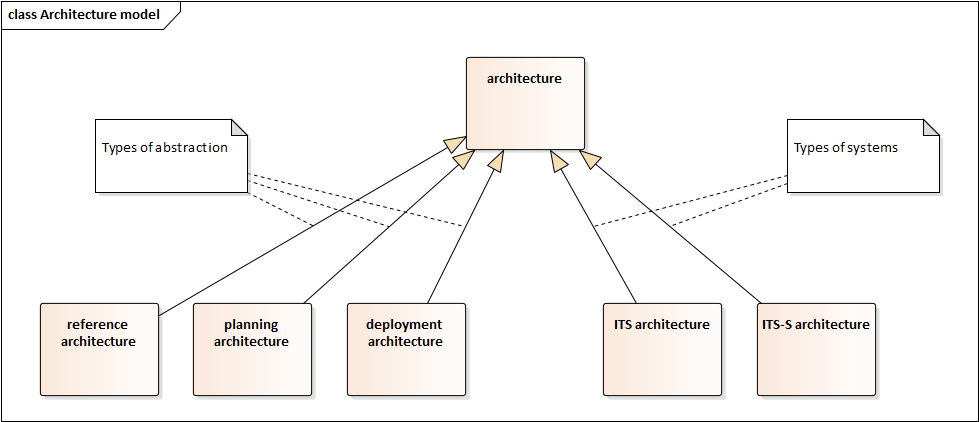 class Architecture model
architecture
Types of abstraction
Types of systems
reference
architecture
planning
architecture
deployment
architecture
ITS architecture
ITS-S architecture